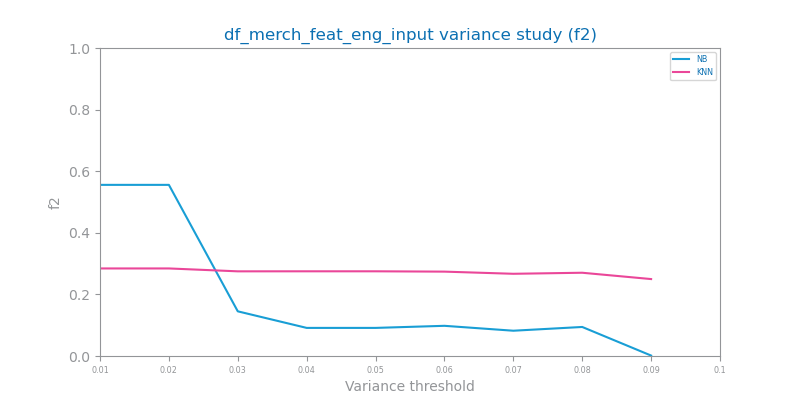 df_merch_feat_eng_input variance study (f2)
1.0
0.8
0.6
0.4
0.2
0.0
f2
NB
KNN
0.01 0.02 0.03 0.04 0.05 0.06 0.07 0.08 0.09 0.1
Variance threshold